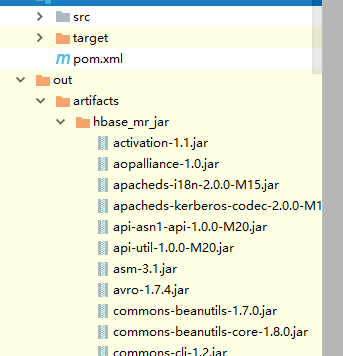 src
target
pom.xml
out
artifacts
hbase_mr_jar
activation-1.1.jar
aopalliance-1.0.jar
apacheds-i18n-2.0.0-M15.jar
apacheds-kerberos-codec-2.0.0-M1
api-asn1-api-1.0.0-M20.jar
api-util-1.0.0-M20.jar
asm-3.1.jar
avro-1.7.4.jar
commons-beanutils-1.7.0.jar
commons-beanutils-core-1.8.0.jar
commons-cli-1.2.jar